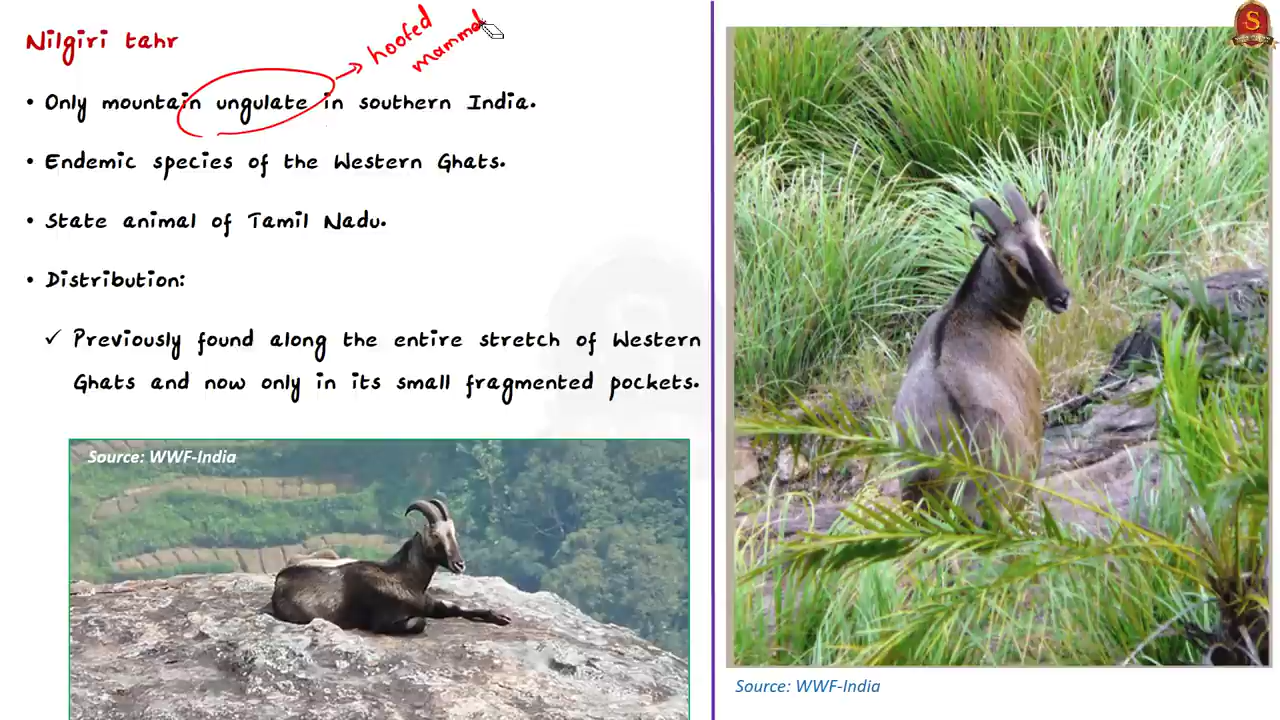 Nilgiri tahr
hoofed
mammal
• Only mountain ungulate in southern India.
• Endemic species of the Western Ghats.
• State animal of Tamil Nadu.
• Distribution:
✓ Previously found along the entire stretch of Western
Ghats and now only in its small fragmented pockets.
Source: WWF-India
Source: WWF-India
S